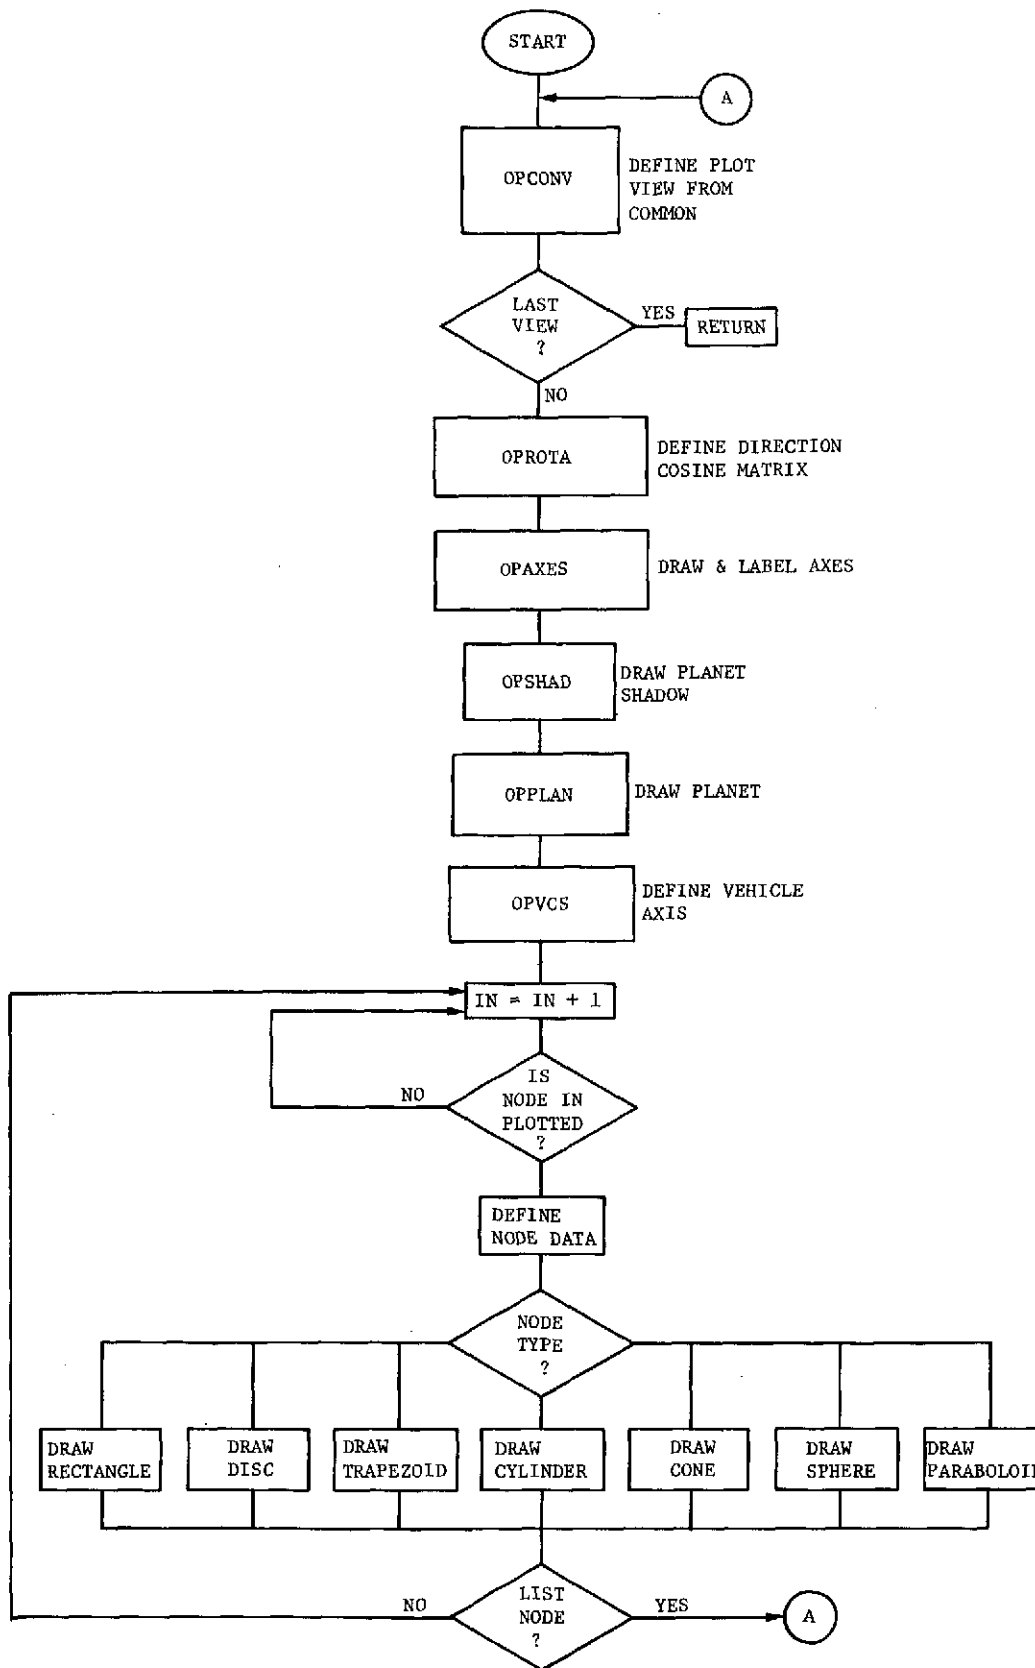 START
A
OPCONV
DEFINE PLOT
VIEW FROM
COMMON
LAST
VIEW
?
YES
RETURN
NO
OPROTA
DEFINE DIRECTION
COSINE MATRIX
OPAXES
DRAW & LABEL AXES
OPSHAD
DRAW PLANET
SHADOW
OPPLAN
DRAW PLANET
OPVCS
DEFINE VEHICLE
AXIS
IN = IN + 1
IS
NODE IN
PLOTTED
?
NO
DEFINE
NODE DATA
NODE
TYPE
?
DRAW
RECTANGLE
DRAW
DISC
DRAW
TRAPEZOID
DRAW
CYLINDER
DRAW
CONE
DRAW
SPHERE
DRAW
PARABOLOID
LIST
NODE
?
NO
YES
A